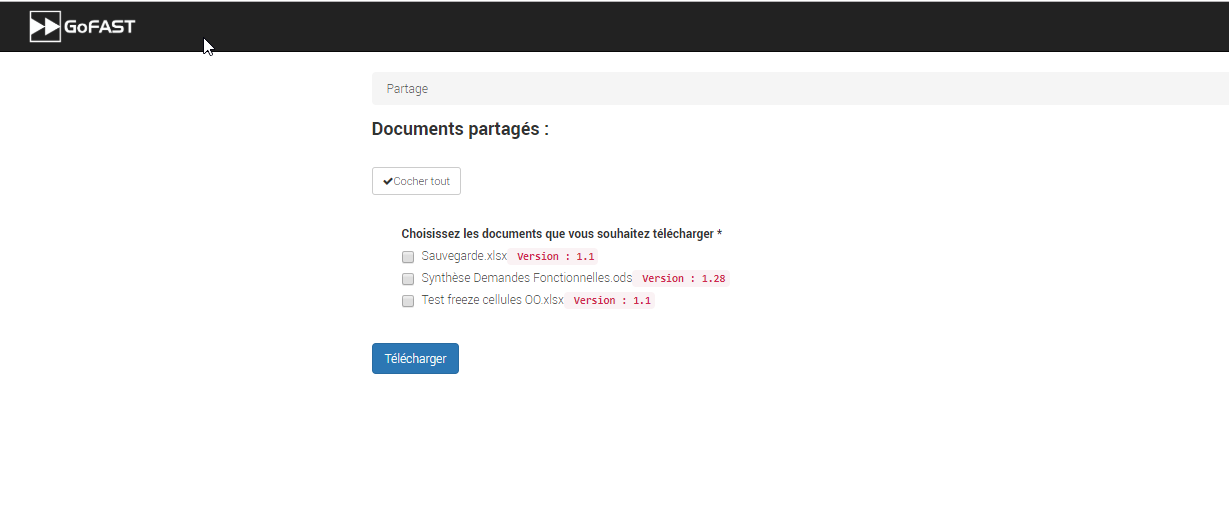 GoFAST
Partage
Documents partagés :
Cocher tout
Choisissez les documents que vous souhaitez télécharger *
Sauvegarde.xlsx Version : 1.1
Synthèse Demandes Fonctionnelles.ods Version : 1.28
Test freeze cellules OO.xlsx Version : 1.1
Télécharger